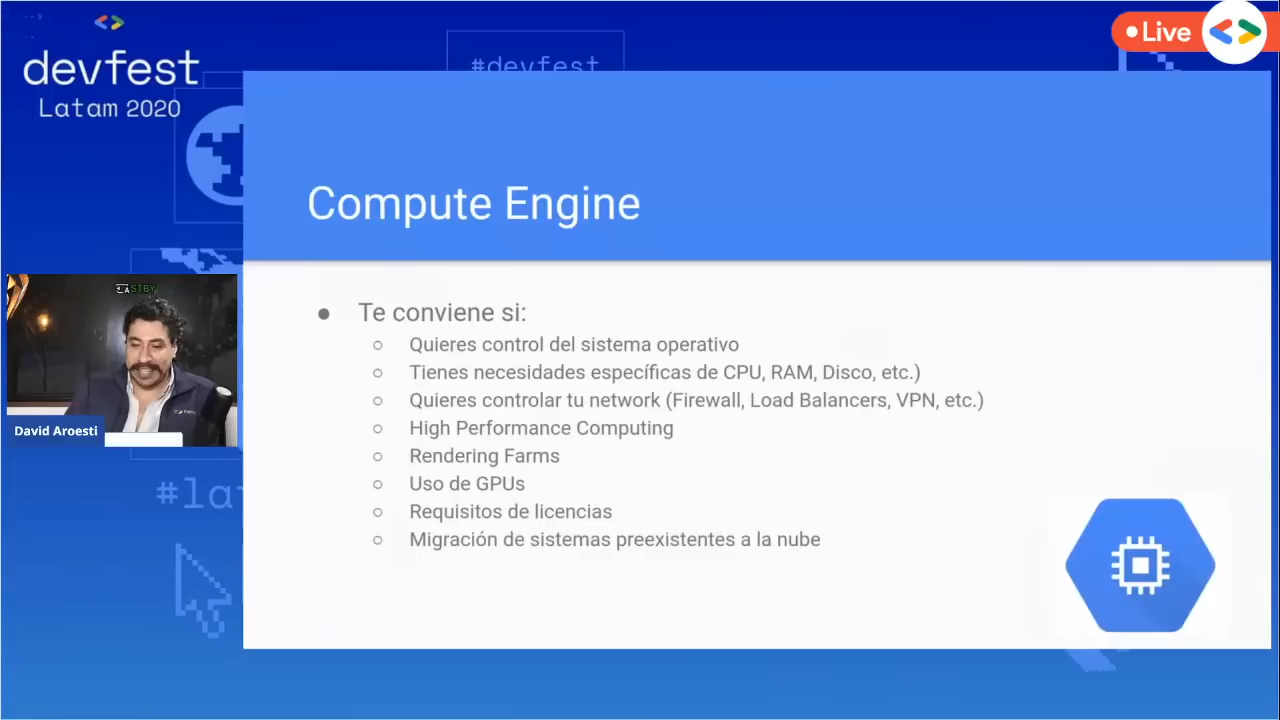 devfest
Latam 2020
#devfest
Live
Compute Engine
Te conviene si:
Quieres control del sistema operativo
Tienes necesidades específicas de CPU, RAM, Disco, etc.)
Quieres controlar tu network (Firewall, Load Balancers, VPN, etc.)
High Performance Computing
Rendering Farms
Uso de GPUs
Requisitos de licencias
Migración de sistemas preexistentes a la nube
STBY
David Aroesti
#la